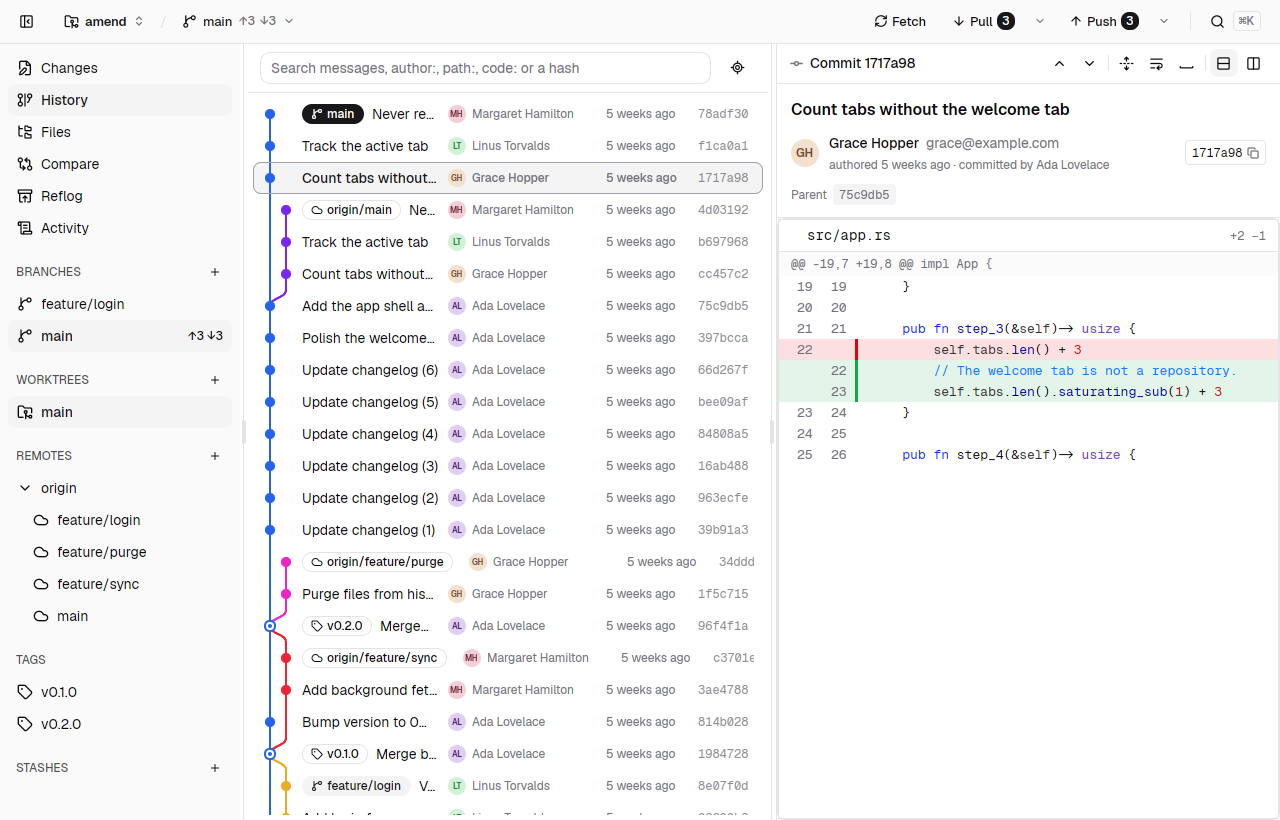 amend / main ↑3 ↓3 Fetch Pull 3 Push 3 ⌘K
Changes
History
Files
Compare
Reflog
Activity
BRANCHES +
feature/login
main ↑3 ↓3
WORKTREES +
main
REMOTES +
origin
feature/login
feature/purge
feature/sync
main
TAGS
v0.1.0
v0.2.0
STASHES +
Search messages, author:, path:, code: or a hash
main Never re… MH Margaret Hamilton 5 weeks ago 78adf30
Track the active tab LT Linus Torvalds 5 weeks ago f1ca0a1
Count tabs without… GH Grace Hopper 5 weeks ago 1717a98
origin/main Ne… MH Margaret Hamilton 5 weeks ago 4d03192
Track the active tab LT Linus Torvalds 5 weeks ago b697968
Count tabs without… GH Grace Hopper 5 weeks ago cc457c2
Add the app shell a… AL Ada Lovelace 5 weeks ago 75c9db5
Polish the welcome… AL Ada Lovelace 5 weeks ago 397bcca
Update changelog (6) AL Ada Lovelace 5 weeks ago 66d267f
Update changelog (5) AL Ada Lovelace 5 weeks ago bee09af
Update changelog (4) AL Ada Lovelace 5 weeks ago 84808a5
Update changelog (3) AL Ada Lovelace 5 weeks ago 16ab488
Update changelog (2) AL Ada Lovelace 5 weeks ago 963ecfe
Update changelog (1) AL Ada Lovelace 5 weeks ago 39b91a3
origin/feature/purge GH Grace Hopper 5 weeks ago 34ddd
Purge files from his… GH Grace Hopper 5 weeks ago 1f5c715
v0.2.0 Merge… AL Ada Lovelace 5 weeks ago 96f4f1a
origin/feature/sync MH Margaret Hamilton 5 weeks ago c3701e
Add background fet… MH Margaret Hamilton 5 weeks ago 3ae4788
Bump version to 0… AL Ada Lovelace 5 weeks ago 814b028
v0.1.0 Merge b… AL Ada Lovelace 5 weeks ago 1984728
feature/login V… LT Linus Torvalds 5 weeks ago 8e07f0d
Commit 1717a98
Count tabs without the welcome tab
GH Grace Hopper grace@example.com
authored 5 weeks ago · committed by Ada Lovelace
1717a98
Parent 75c9db5
src/app.rs +2 −1
@@ -19,7 +19,8 @@ impl App {
19 19 }
20 20
21 21 pub fn step_3(&self)-> usize {
22 self.tabs.len() + 3
22 // The welcome tab is not a repository.
23 self.tabs.len().saturating_sub(1) + 3
23 24 }
24 25
25 26 pub fn step_4(&self)-> usize {